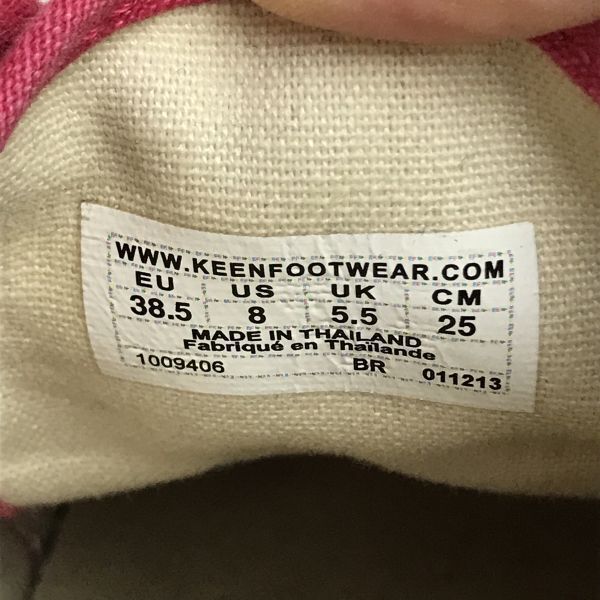 WWW.KEENFOOTWEAR.COM
EU US UK CM
38.5 8 5.5 25
MADE IN THAILAND
Fabriqué en Thaïlande
1009406 BR 011213